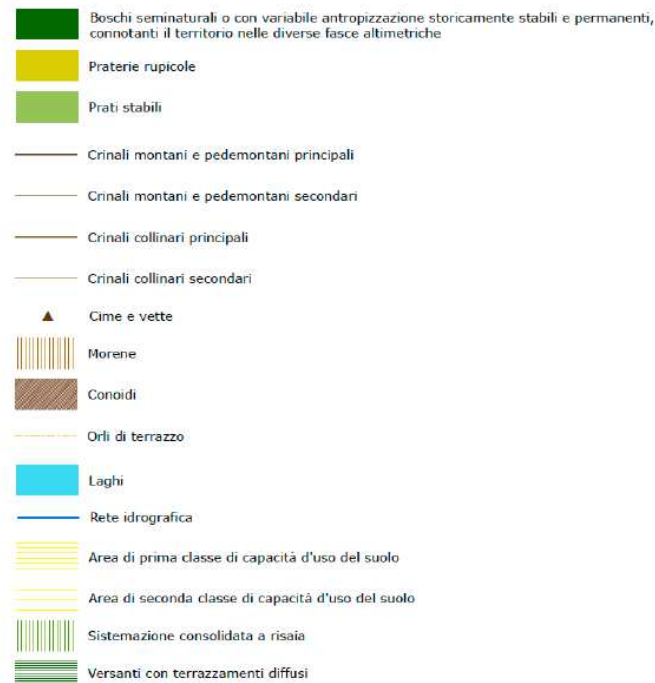 Boschi seminaturali o con variabile antropizzazione storicamente stabili e permanenti,
connotanti il territorio nelle diverse fasce altimetriche
Praterie rupicole
Prati stabili
Crinali montani e pedemontani principali
Crinali montani e pedemontani secondari
Crinali collinari principali
Crinali collinari secondari
Cime e vette
Morene
Conoidi
Orli di terrazzo
Laghi
Rete idrografica
Area di prima classe di capacità d'uso del suolo
Area di seconda classe di capacità d'uso del suolo
Sistemazione consolidata a risaia
Versanti con terrazzamenti diffusi